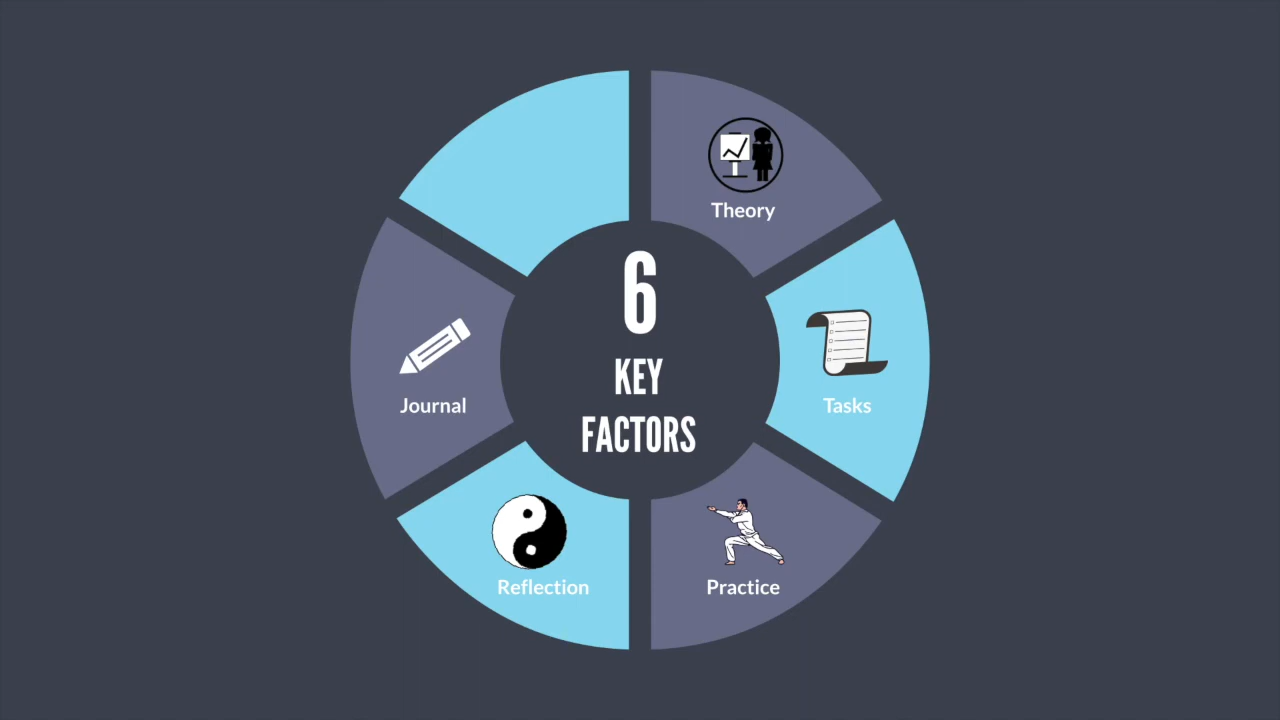 Theory
6
KEY
FACTORS
Journal
Tasks
Reflection
Practice